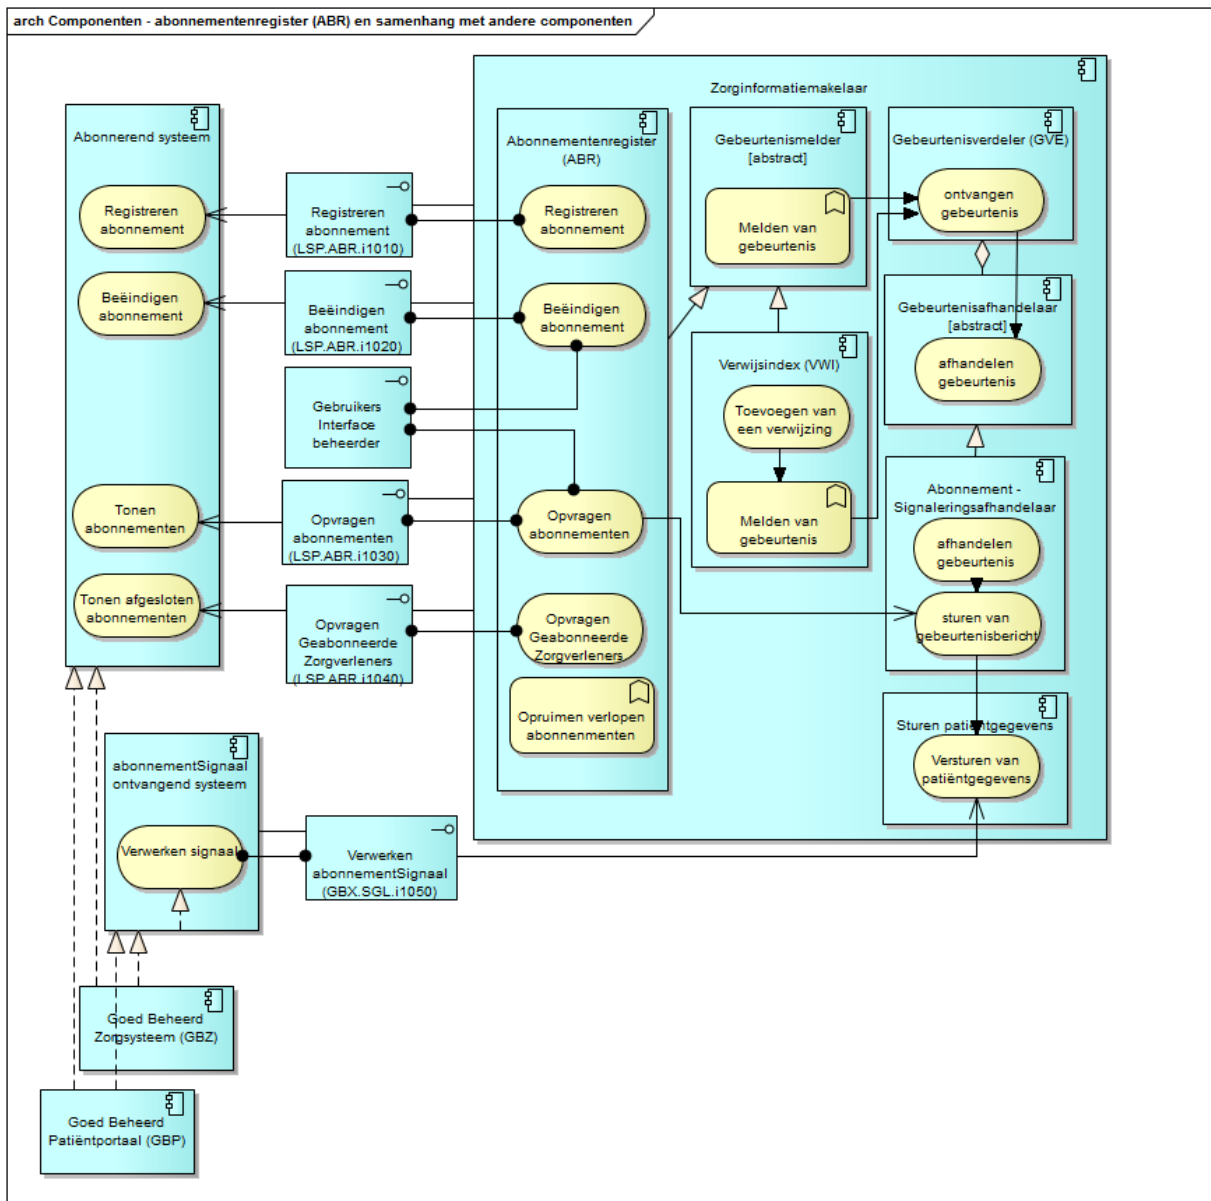 arch Componenten - abonnementenregister (ABR) en samenhang met andere componenten
Zorginformatiemakelaar
Abonnerend systeem
Registreren
abonnement
Beëindigen
abonnement
Tonen
abonnementen
Tonen afgesloten
abonnementen
Registreren
abonnement
(LSP.ABR.i1010)
Beëindigen
abonnement
(LSP.ABR.i1020)
Gebruikers
Interface
beheerder
Opvragen
abonnementen
(LSP.ABR.i1030)
Opvragen
Geabonneerde
Zorgverleners
(LSP.ABR.i1040)
Abonnementenregister
(ABR)
Registreren
abonnement
Beëindigen
abonnement
Opvragen
abonnementen
Opvragen
Geabonneerde
Zorgverleners
Opruimen verlopen
abonnenmenten
Gebeurtenismelder
[abstract]
Melden van
gebeurtenis
Verwijsindex (VWI)
Toevoegen van
een verwijzing
Melden van
gebeurtenis
Gebeurtenisverdeler (GVE)
ontvangen
gebeurtenis
Gebeurtenisafhandelaar
[abstract]
afhandelen
gebeurtenis
Abonnement -
Signaleringsafhandelaar
afhandelen
gebeurtenis
sturen van
gebeurtenisbericht
Sturen patiëntgegevens
Versturen van
patiëntgegevens
abonnementSignaal
ontvangend systeem
Verwerken signaal
Verwerken
abonnementSignaal
(GBX.SGL.i1050)
Goed Beheerd
Zorgsysteem (GBZ)
Goed Beheerd
Patiëntportaal (GBP)